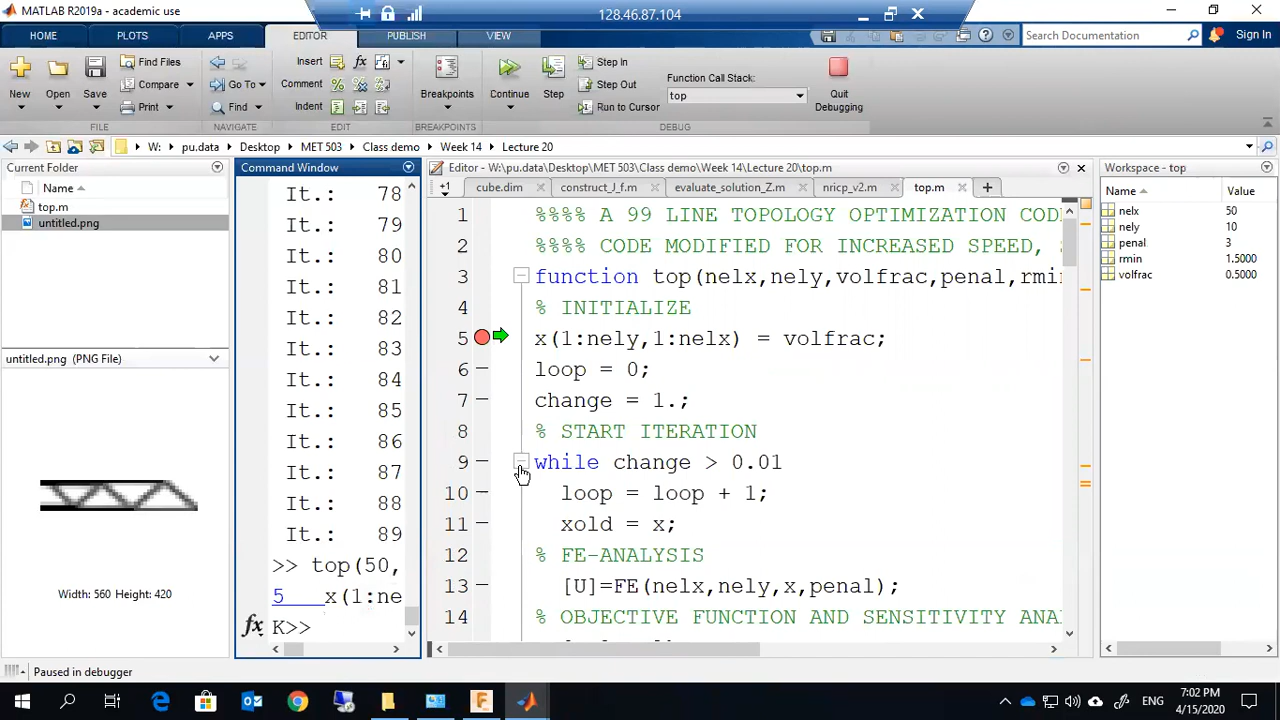 MATLAB R2019a - academic use
128.46.87.104
HOME
PLOTS
APPS
EDITOR
PUBLISH
VIEW
Search Documentation
Sign In
New
Open
Save
Find Files
Compare
Print
Go To
Find
Insert
Comment
Indent
fx
Breakpoints
Continue
Step
Step In
Step Out
Run to Cursor
Function Call Stack:
top
Quit
Debugging
FILE
NAVIGATE
EDIT
BREAKPOINTS
DEBUG
W: pu.data Desktop MET 503 Class demo Week 14 Lecture 20
Current Folder
Name
top.m
untitled.png
untitled.png (PNG File)
Width: 560 Height: 420
Command Window
It.: 78
It.: 79
It.: 80
It.: 81
It.: 82
It.: 83
It.: 84
It.: 85
It.: 86
It.: 87
It.: 88
It.: 89
>> top(50,
5 x(1:ne
fx K>>
Editor - W:\pu.data\Desktop\MET 503\Class demo\Week 14\Lecture 20\top.m
cube.dim
construct_J_f.m
evaluate_solution_Z.m
nricp_v2.m
top.m
1 %%%% A 99 LINE TOPOLOGY OPTIMIZATION COD
2 %%%% CODE MODIFIED FOR INCREASED SPEED,
3 function top(nelx,nely,volfrac,penal,rmi
4 % INITIALIZE
5 x(1:nely,1:nelx) = volfrac;
6 loop = 0;
7 change = 1.;
8 % START ITERATION
9 while change > 0.01
10 loop = loop + 1;
11 xold = x;
12 % FE-ANALYSIS
13 [U]=FE(nelx,nely,x,penal);
14 % OBJECTIVE FUNCTION AND SENSITIVITY ANA
Workspace - top
Name Value
nelx 50
nely 10
penal 3
rmin 1.5000
volfrac 0.5000
Paused in debugger
ENG
7:02 PM
4/15/2020